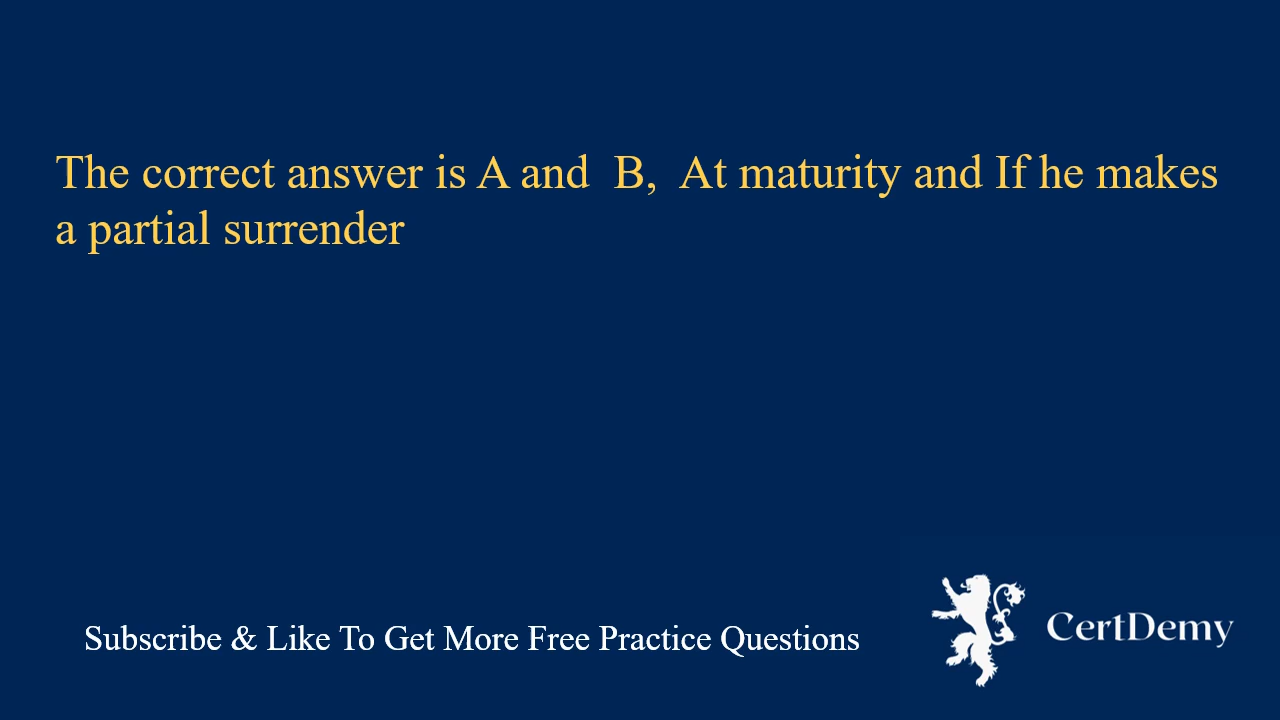 The correct answer is A and  B,  At maturity and If he makes
a partial surrender
Subscribe & Like To Get More Free Practice Questions
CertDemy